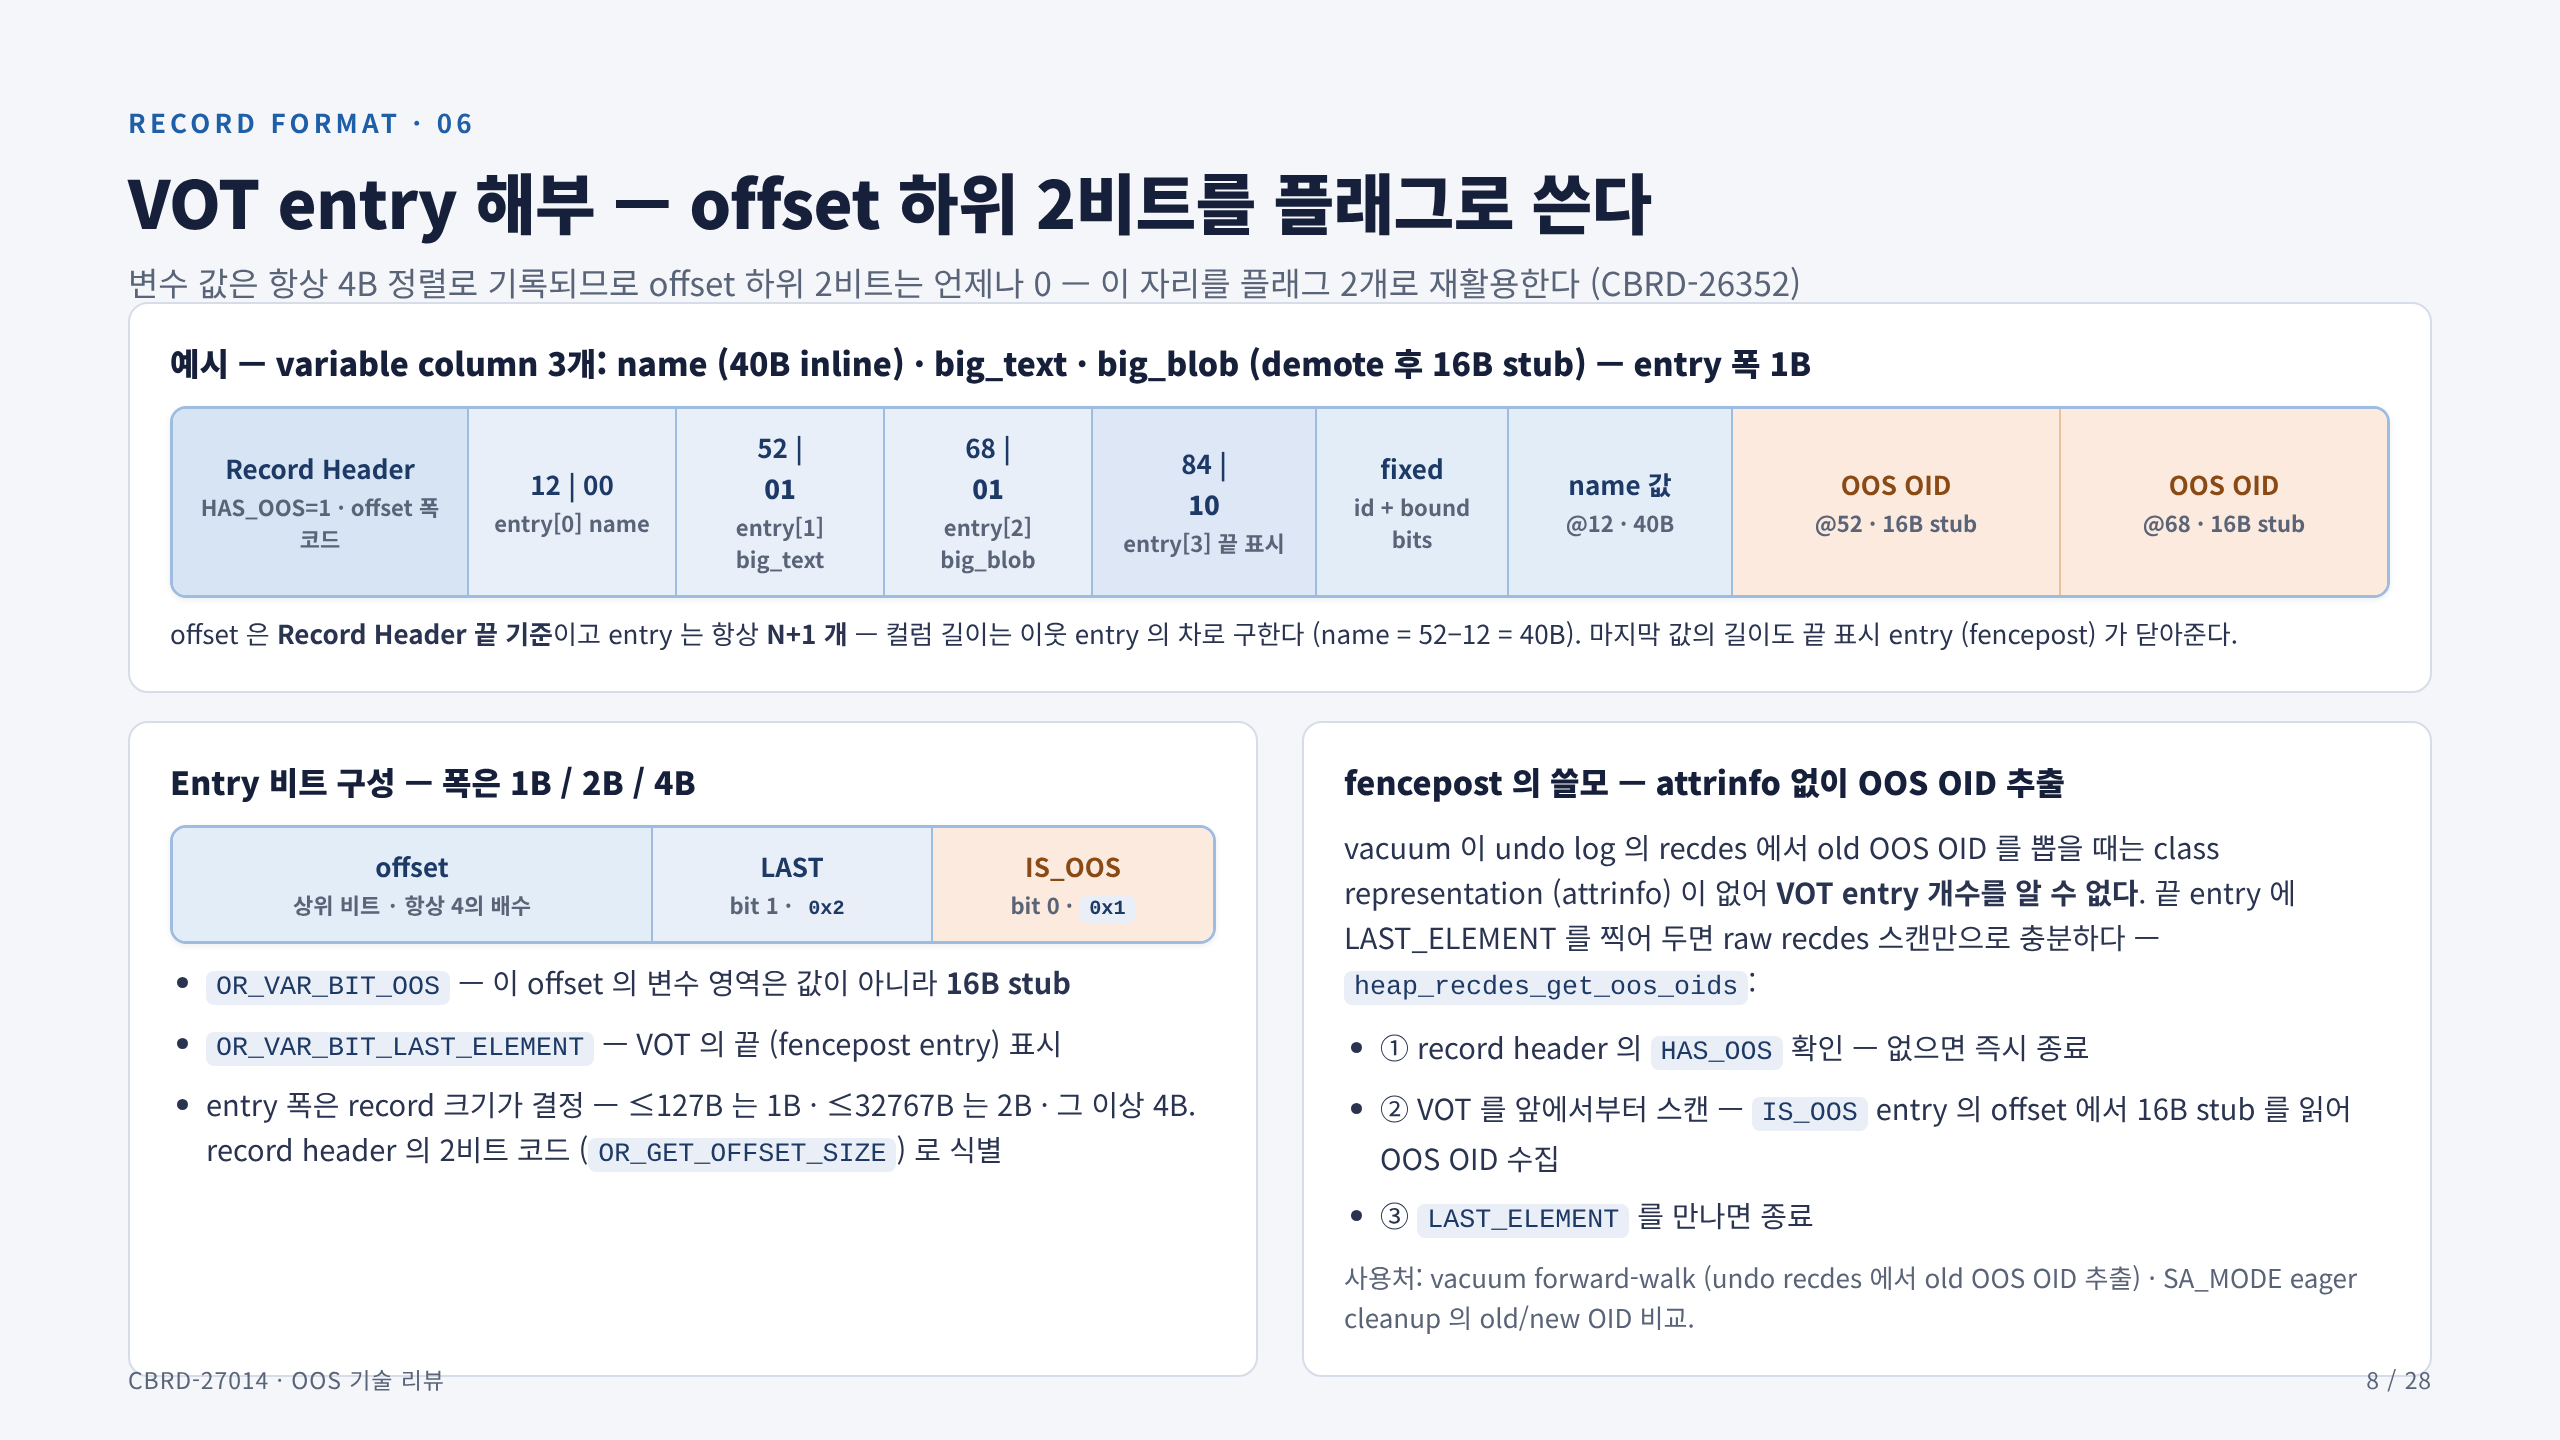 RECORD FORMAT · 06
VOT entry 해부 — offset 하위 2비트를 플래그로 쓴다
변수 값은 항상 4B 정렬로 기록되므로 offset 하위 2비트는 언제나 0 — 이 자리를 플래그 2개로 재활용한다 (CBRD-26352)
예시 — variable column 3개: name (40B inline) · big_text · big_blob (demote 후 16B stub) — entry 폭 1B
Record Header
HAS_OOS=1 · offset 폭
코드
12 | 00
entry[0] name
52 |
01
entry[1]
big_text
68 |
01
entry[2]
big_blob
84 |
10
entry[3] 끝 표시
fixed
id + bound
bits
name 값
@12 · 40B
OOS OID
@52 · 16B stub
OOS OID
@68 · 16B stub
offset 은 Record Header 끝 기준이고 entry 는 항상 N+1 개 — 컬럼 길이는 이웃 entry 의 차로 구한다 (name = 52−12 = 40B). 마지막 값의 길이도 끝 표시 entry (fencepost) 가 닫아준다.
Entry 비트 구성 — 폭은 1B / 2B / 4B
offset
상위 비트 · 항상 4의 배수
LAST
bit 1 · 0x2
IS_OOS
bit 0 · 0x1
• OR_VAR_BIT_OOS — 이 offset 의 변수 영역은 값이 아니라 16B stub
• OR_VAR_BIT_LAST_ELEMENT — VOT 의 끝 (fencepost entry) 표시
• entry 폭은 record 크기가 결정 — ≤127B 는 1B · ≤32767B 는 2B · 그 이상 4B.
record header 의 2비트 코드 (OR_GET_OFFSET_SIZE) 로 식별
fencepost 의 쓸모 — attrinfo 없이 OOS OID 추출
vacuum 이 undo log 의 recdes 에서 old OOS OID 를 뽑을 때는 class
representation (attrinfo) 이 없어 VOT entry 개수를 알 수 없다. 끝 entry 에
LAST_ELEMENT 를 찍어 두면 raw recdes 스캔만으로 충분하다 —
heap_recdes_get_oos_oids:
• ① record header 의 HAS_OOS 확인 — 없으면 즉시 종료
• ② VOT 를 앞에서부터 스캔 — IS_OOS entry 의 offset 에서 16B stub 를 읽어
OOS OID 수집
• ③ LAST_ELEMENT 를 만나면 종료
사용처: vacuum forward-walk (undo recdes 에서 old OOS OID 추출) · SA_MODE eager
cleanup 의 old/new OID 비교.
CBRD-27014 · OOS 기술 리뷰
8 / 28